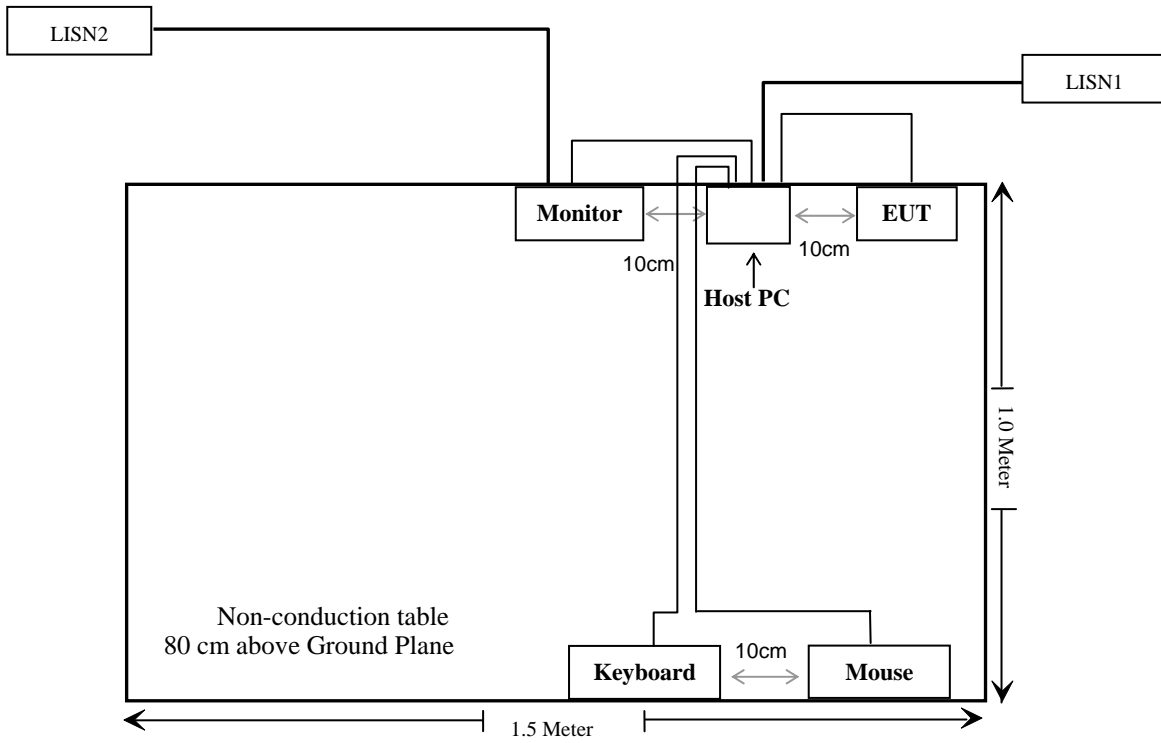 LISN2
LISN1
Monitor
EUT
10cm
10cm
Host PC
1.0 Meter
Non-conduction table
80 cm above Ground Plane
10cm
Keyboard
Mouse
1.5 Meter